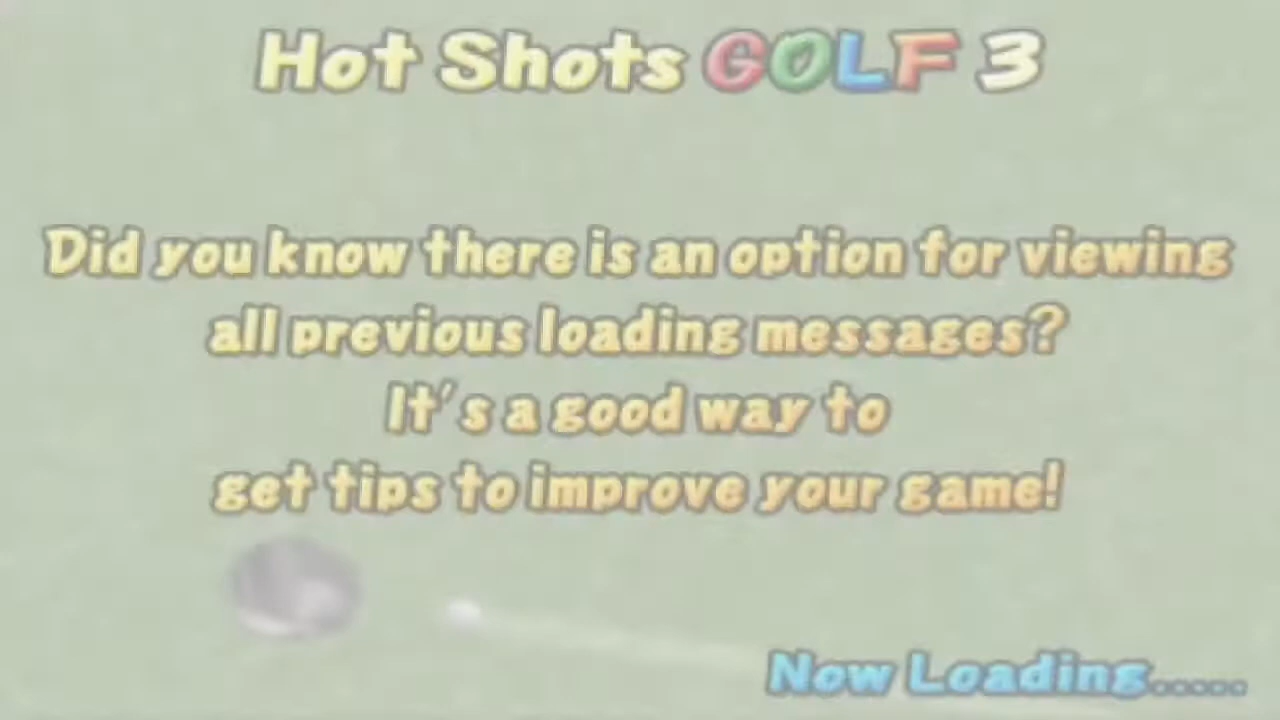 Hot Shots GOLF 3
Did you know there is an option for viewing
all previous loading messages?
It's a good way to
get tips to improve your game!
Now Loading.....